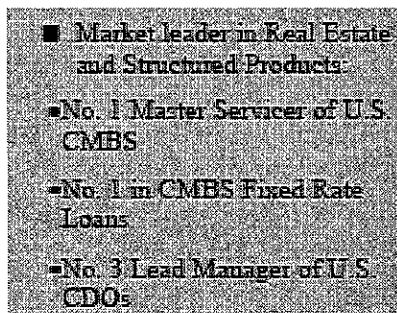 ■ Market leader in Real Estate
and Structured Products:
▪No. 1 Master Servicer of U.S.
CMBS
▪No. 1 in CMBS Fixed Rate
Loans
▪No. 3 Lead Manager of U.S.
CDOs